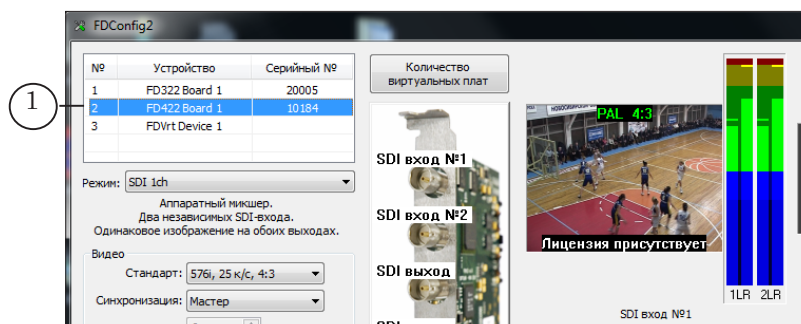 FDConfig2
1
№ Устройство Серийный №
1 FD322 Board 1 20005
2 FD422 Board 1 10184
3 FDVrt Device 1
Режим: SDI 1ch
Аппаратный микшер.
Два независимых SDI-входа.
Одинаковое изображение на обоих выходах.
Видео
Стандарт: 576i, 25 к/с, 4:3
Синхронизация: Мастер
Количество
виртуальных плат
SDI вход №1
SDI вход №2
SDI выход
SDI
PAL 4:3
Лицензия присутствует
1LR 2LR
SDI вход №1